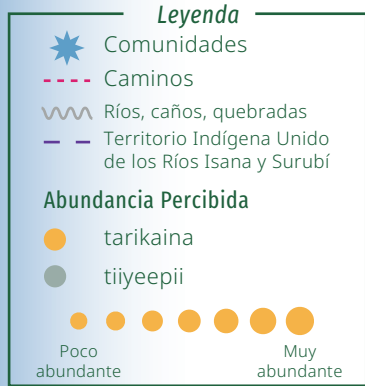 Leyenda
Comunidades
Caminos
Ríos, caños, quebradas
Territorio Indígena Unido
de los Ríos Isana y Surubí
Abundancia Percibida
tarikaina
tiiyeepii
Poco
abundante
Muy
abundante